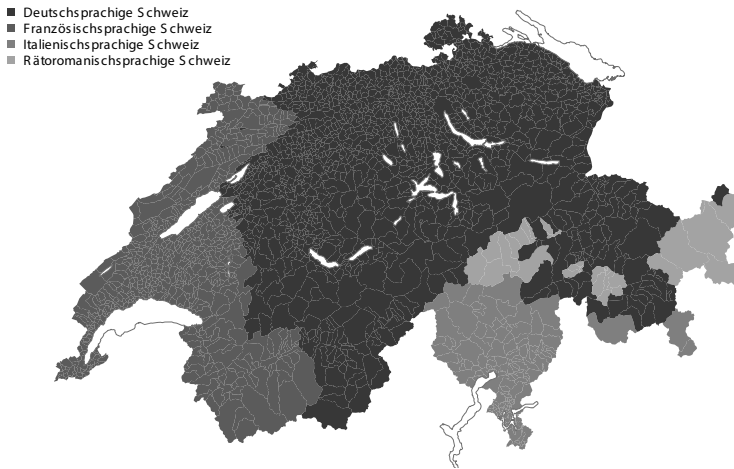 Deutschsprachige Schweiz
Französischsprachige Schweiz
Italienischsprachige Schweiz
Rätoromanischsprachige Schweiz